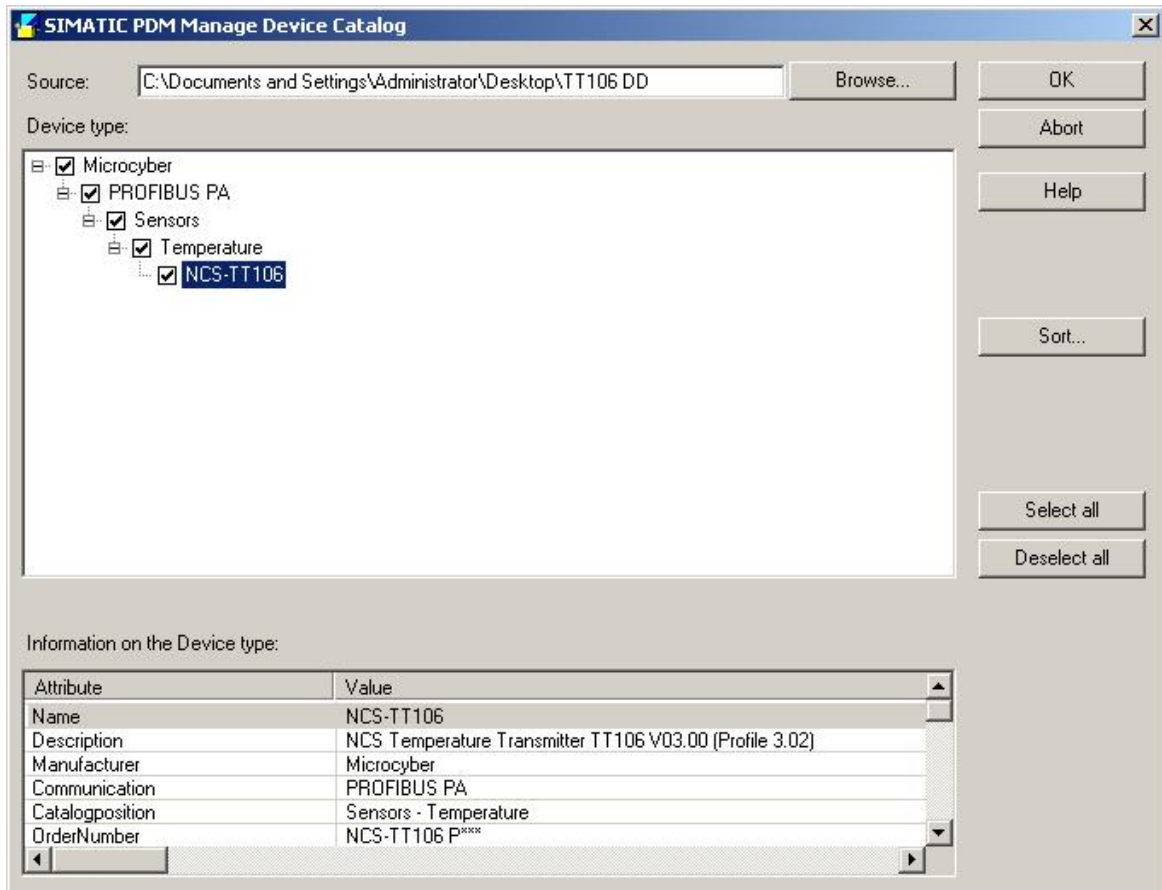 SIMATIC PDM Manage Device Catalog
Source: C:\Documents and Settings\Administrator\Desktop\TT106 DD Browse... OK
Device type: Abort
Microcyber
PROFIBUS PA Help
Sensors
Temperature
NCS-TT106
Sort...
Select all
Deselect all
Information on the Device type:
Attribute Value
Name NCS-TT106
Description NCS Temperature Transmitter TT106 V03.00 (Profile 3.02)
Manufacturer Microcyber
Communication PROFIBUS PA
Catalogposition Sensors - Temperature
OrderNumber NCS-TT106 P***